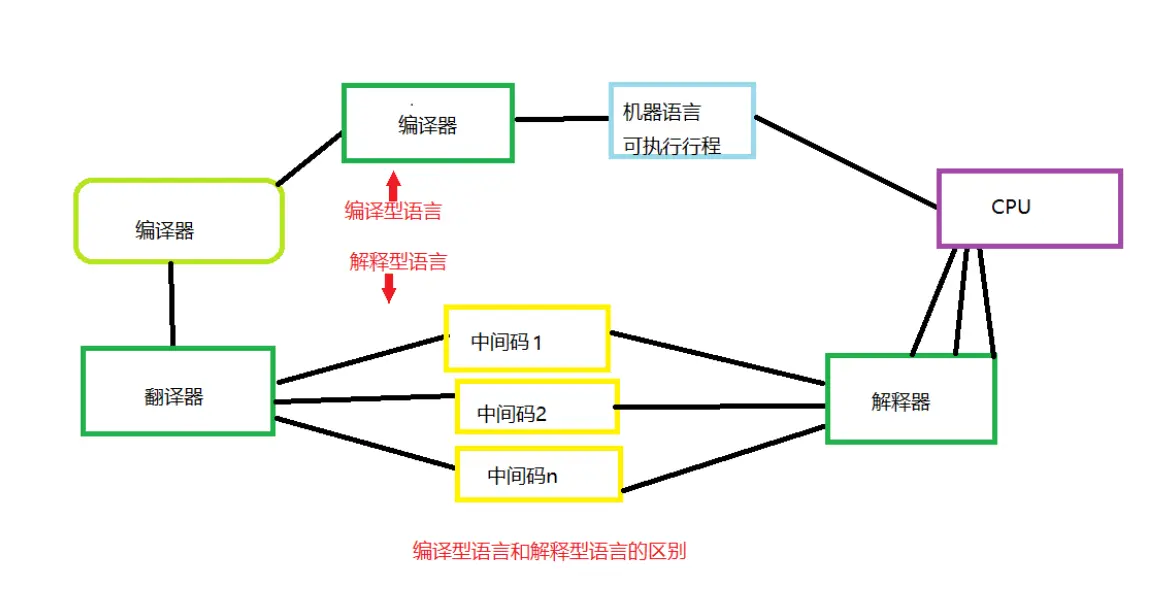 编译器
机器语言
可执行行程
编译器
CPU
编译型语言
解释型语言
中间码1
翻译器
中间码2
解释器
中间码n
编译型语言和解释型语言的区别